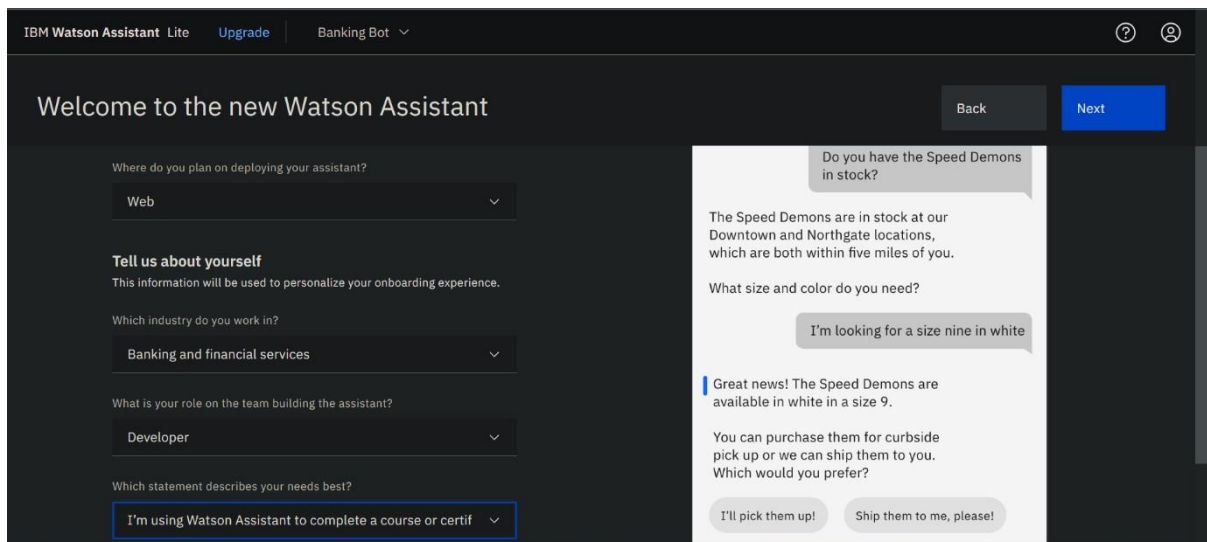 IBM Watson Assistant Lite Upgrade Banking Bot
Welcome to the new Watson Assistant
Back
Next
Where do you plan on deploying your assistant?
Web
Tell us about yourself
This information will be used to personalize your onboarding experience.
Which industry do you work in?
Banking and financial services
What is your role on the team building the assistant?
Developer
Which statement describes your needs best?
I'm using Watson Assistant to complete a course or certif
Do you have the Speed Demons
in stock?
The Speed Demons are in stock at our
Downtown and Northgate locations,
which are both within five miles of you.
What size and color do you need?
I'm looking for a size nine in white
Great news! The Speed Demons are
available in white in a size 9.
You can purchase them for curbside
pick up or we can ship them to you.
Which would you prefer?
I'll pick them up!
Ship them to me, please!